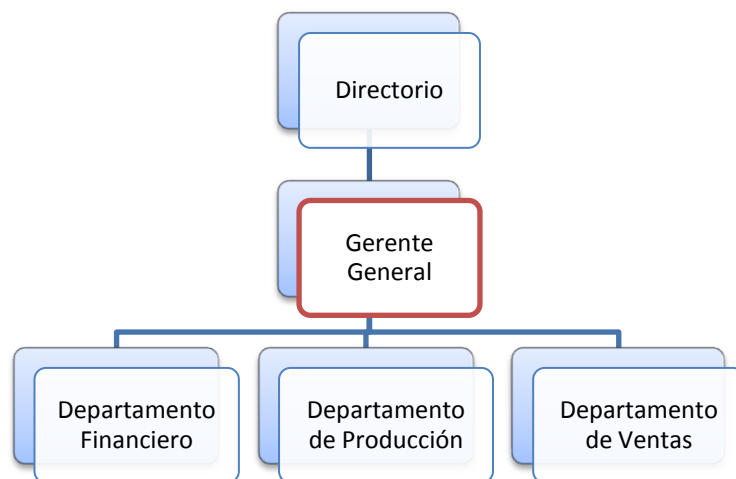 Directorio
Gerente
General
Departamento
Financiero
Departamento
de Producción
Departamento
de Ventas